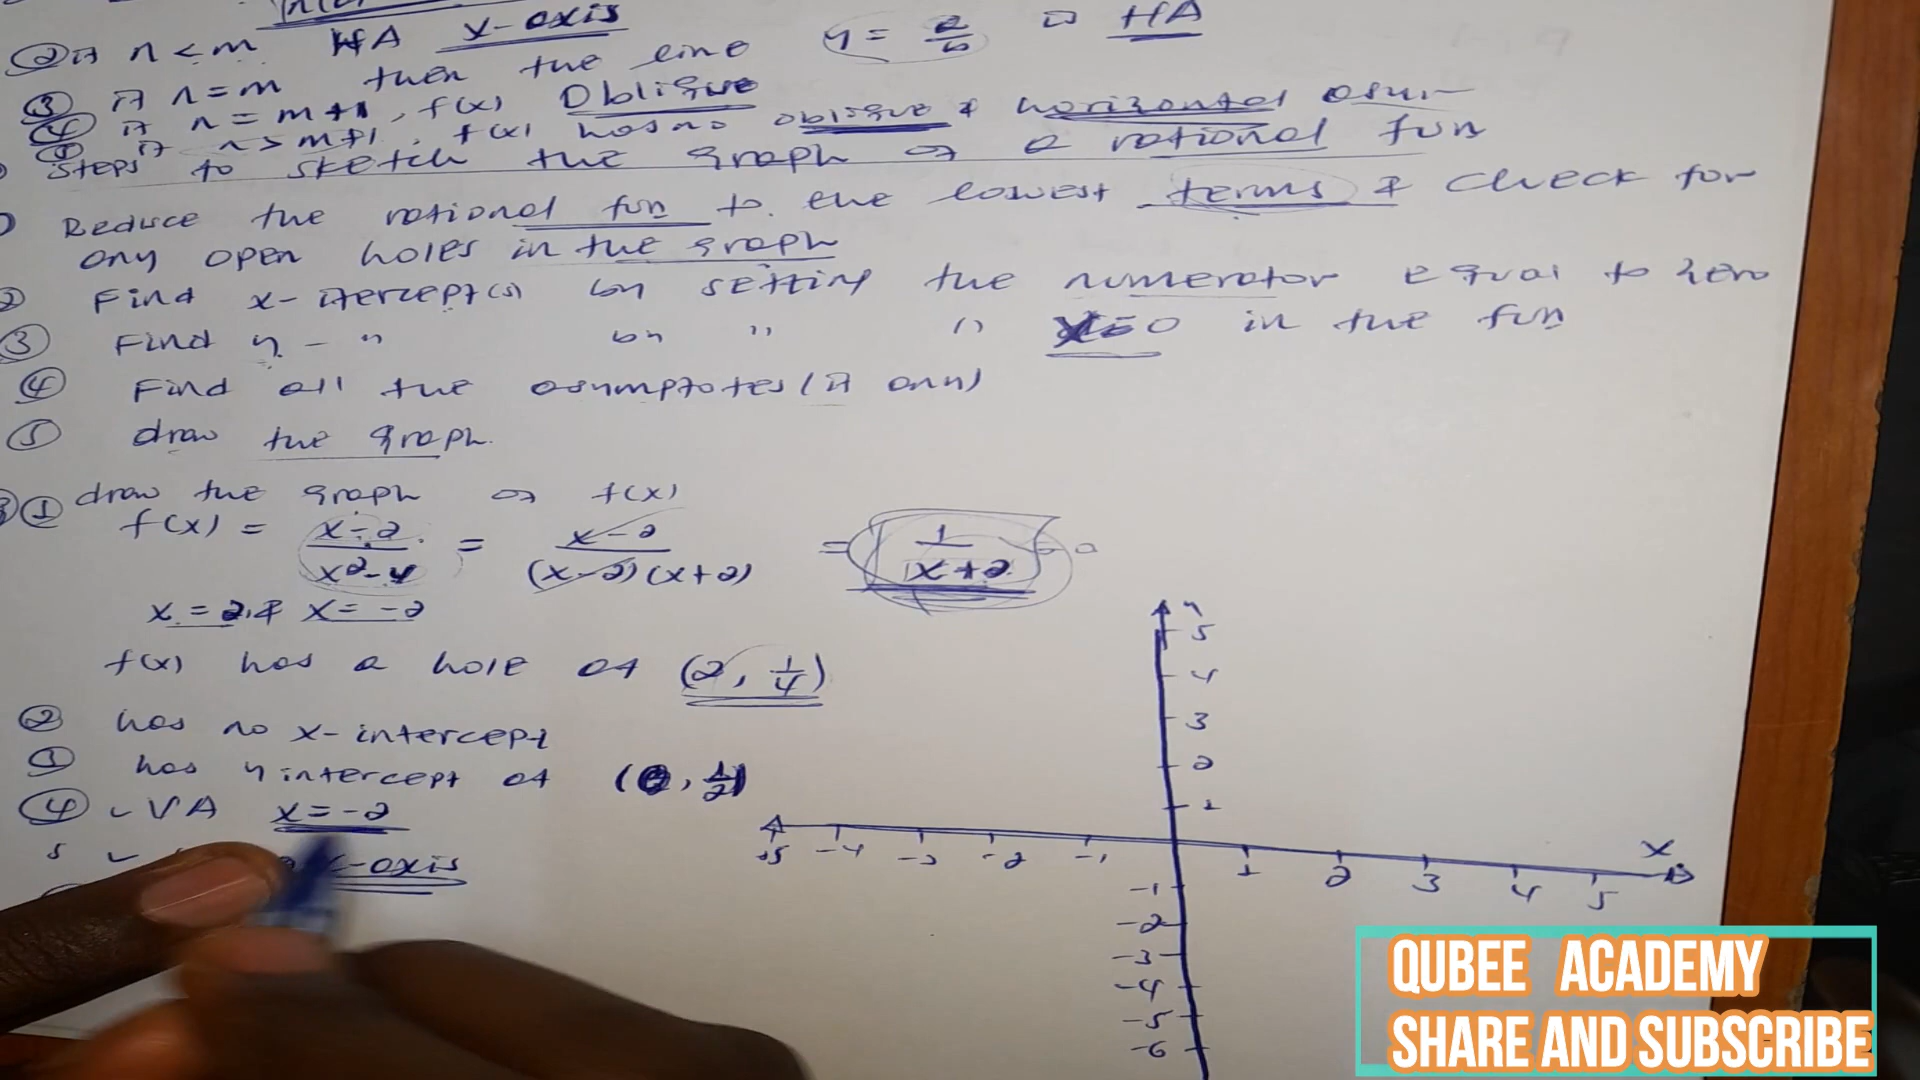 ② if n < m HA x-axis
③ if n = m then the line y = a/b is HA
④ if n = m+1, f(x) Oblique
⑤ if n > m+1, f(x) has no oblique & horizontal asym
Steps to sketch the graph of a rational fun
Reduce the rational fun to the lowest terms & Check for
any open holes in the graph
② Find x-itercept(s) by setting the numerator equal to zero
③ Find y - " by " " x=0 in the fun
④ Find all the asymptotes (if any)
⑤ draw the graph.
① draw the graph of f(x)
f(x) = x-2/x²-4 = x-2/(x-2)(x+2) = 1/x+2
x = 2 & x = -2
f(x) has a hole at (2, 1/4)
② has no x-intercept
③ has y intercept at (0, 1/2)
④ VA x = -2
x-axis
y
5
4
3
2
1
-5 -4 -3 -2 -1 1 2 3 4 5 x
-1
-2
-3
-4
-5
-6
QUBEE ACADEMY
SHARE AND SUBSCRIBE